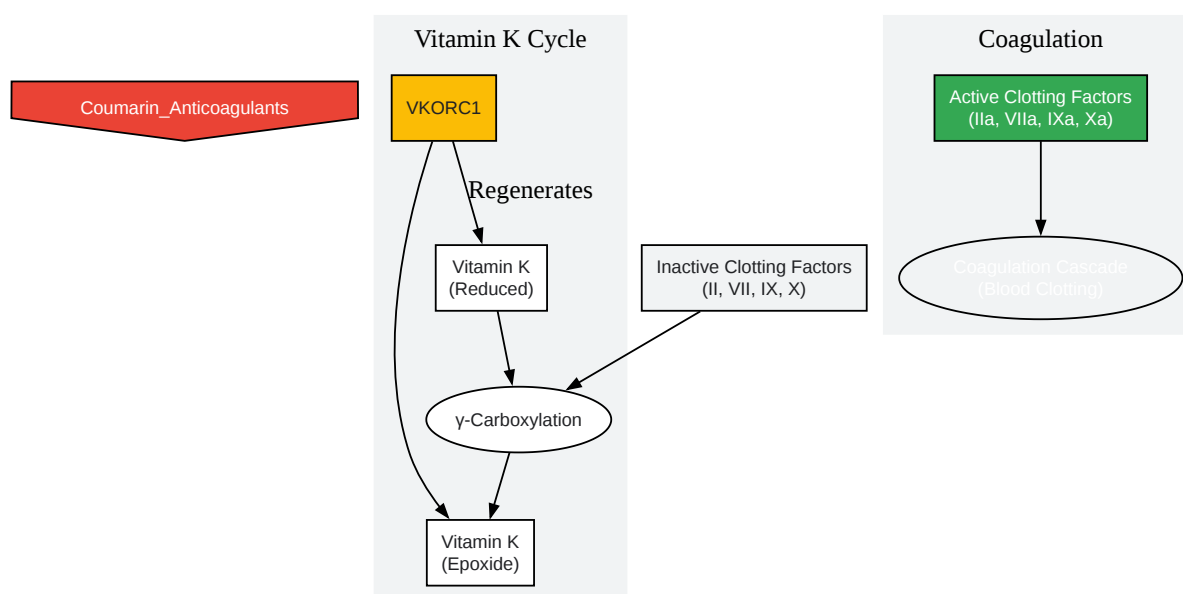 Vitamin K Cycle
Coagulation
Coumarin_Anticoagulants
VKORC1
Active Clotting Factors
(IIa, VIIa, IXa, Xa)
Regenerates
Vitamin K
(Reduced)
Inactive Clotting Factors
(II, VII, IX, X)
Coagulation Cascade
(Blood Clotting)
γ-Carboxylation
Vitamin K
(Epoxide)